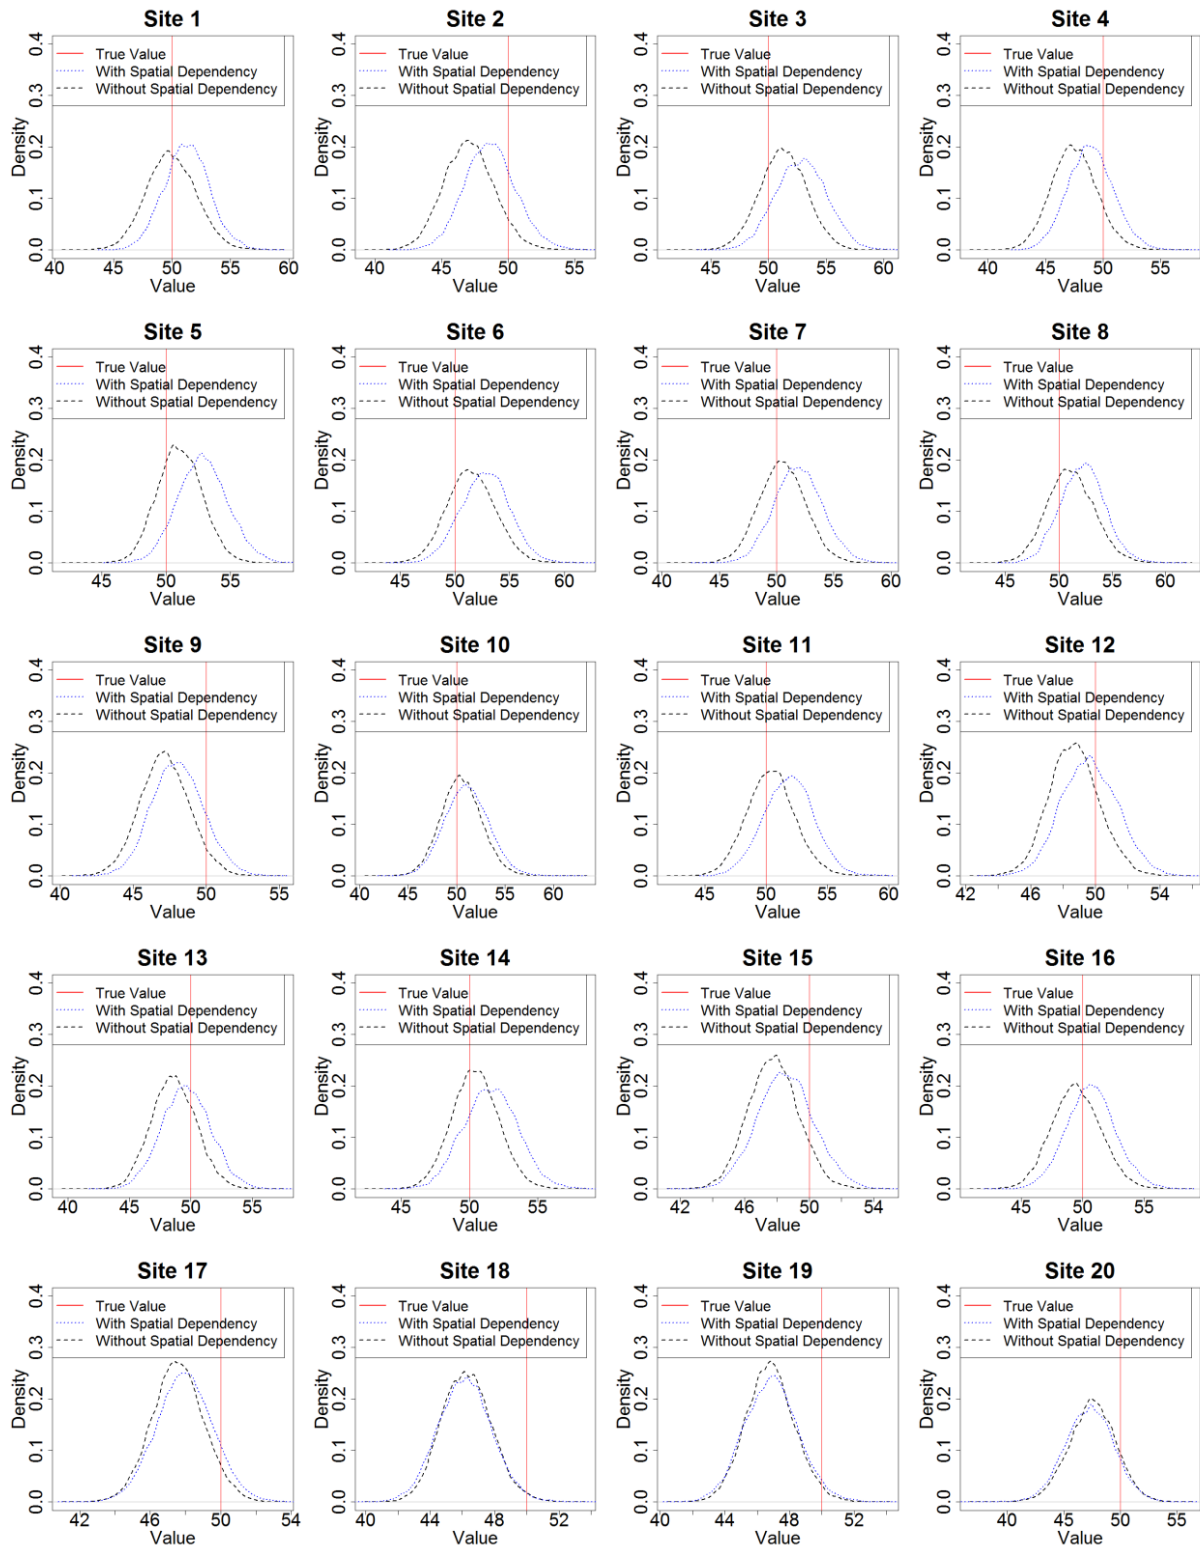 Site 1 Site 2 Site 3 Site 4
True Value True Value True Value True Value
With Spatial Dependency With Spatial Dependency With Spatial Dependency With Spatial Dependency
Without Spatial Dependency Without Spatial Dependency Without Spatial Dependency Without Spatial Dependency
Density Density Density Density
0.4 0.4 0.4 0.4
0.3 0.3 0.3 0.3
0.2 0.2 0.2 0.2
0.1 0.1 0.1 0.1
0.0 0.0 0.0 0.0
40 45 50 55 60 40 45 50 55 45 50 55 60 40 45 50 55
Value Value Value Value
Site 5 Site 6 Site 7 Site 8
True Value True Value True Value True Value
With Spatial Dependency With Spatial Dependency With Spatial Dependency With Spatial Dependency
Without Spatial Dependency Without Spatial Dependency Without Spatial Dependency Without Spatial Dependency
Density Density Density Density
0.4 0.4 0.4 0.4
0.3 0.3 0.3 0.3
0.2 0.2 0.2 0.2
0.1 0.1 0.1 0.1
0.0 0.0 0.0 0.0
45 50 55 45 50 55 60 40 45 50 55 60 45 50 55 60
Value Value Value Value
Site 9 Site 10 Site 11 Site 12
True Value True Value True Value True Value
With Spatial Dependency With Spatial Dependency With Spatial Dependency With Spatial Dependency
Without Spatial Dependency Without Spatial Dependency Without Spatial Dependency Without Spatial Dependency
Density Density Density Density
0.4 0.4 0.4 0.4
0.3 0.3 0.3 0.3
0.2 0.2 0.2 0.2
0.1 0.1 0.1 0.1
0.0 0.0 0.0 0.0
40 45 50 55 40 45 50 55 60 45 50 55 60 42 46 50 54
Value Value Value Value
Site 13 Site 14 Site 15 Site 16
True Value True Value True Value True Value
With Spatial Dependency With Spatial Dependency With Spatial Dependency With Spatial Dependency
Without Spatial Dependency Without Spatial Dependency Without Spatial Dependency Without Spatial Dependency
Density Density Density Density
0.4 0.4 0.4 0.4
0.3 0.3 0.3 0.3
0.2 0.2 0.2 0.2
0.1 0.1 0.1 0.1
0.0 0.0 0.0 0.0
40 45 50 55 45 50 55 42 46 50 54 45 50 55
Value Value Value Value
Site 17 Site 18 Site 19 Site 20
True Value True Value True Value True Value
With Spatial Dependency With Spatial Dependency With Spatial Dependency With Spatial Dependency
Without Spatial Dependency Without Spatial Dependency Without Spatial Dependency Without Spatial Dependency
Density Density Density Density
0.4 0.4 0.4 0.4
0.3 0.3 0.3 0.3
0.2 0.2 0.2 0.2
0.1 0.1 0.1 0.1
0.0 0.0 0.0 0.0
42 46 50 54 40 44 48 52 40 44 48 52 40 45 50 55
Value Value Value Value